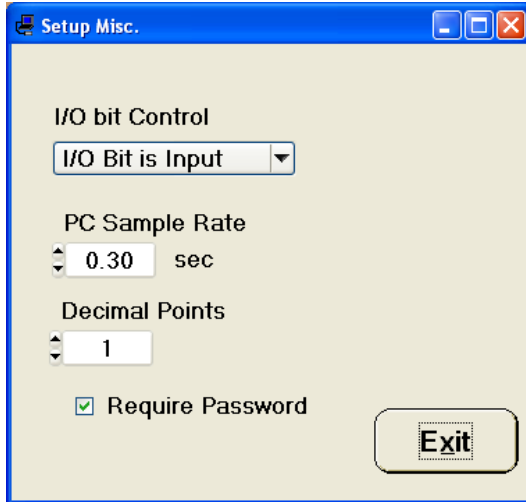 Setup Misc.
I/O bit Control
I/O Bit is Input
PC Sample Rate
0.30 sec
Decimal Points
1
Require Password
Exit